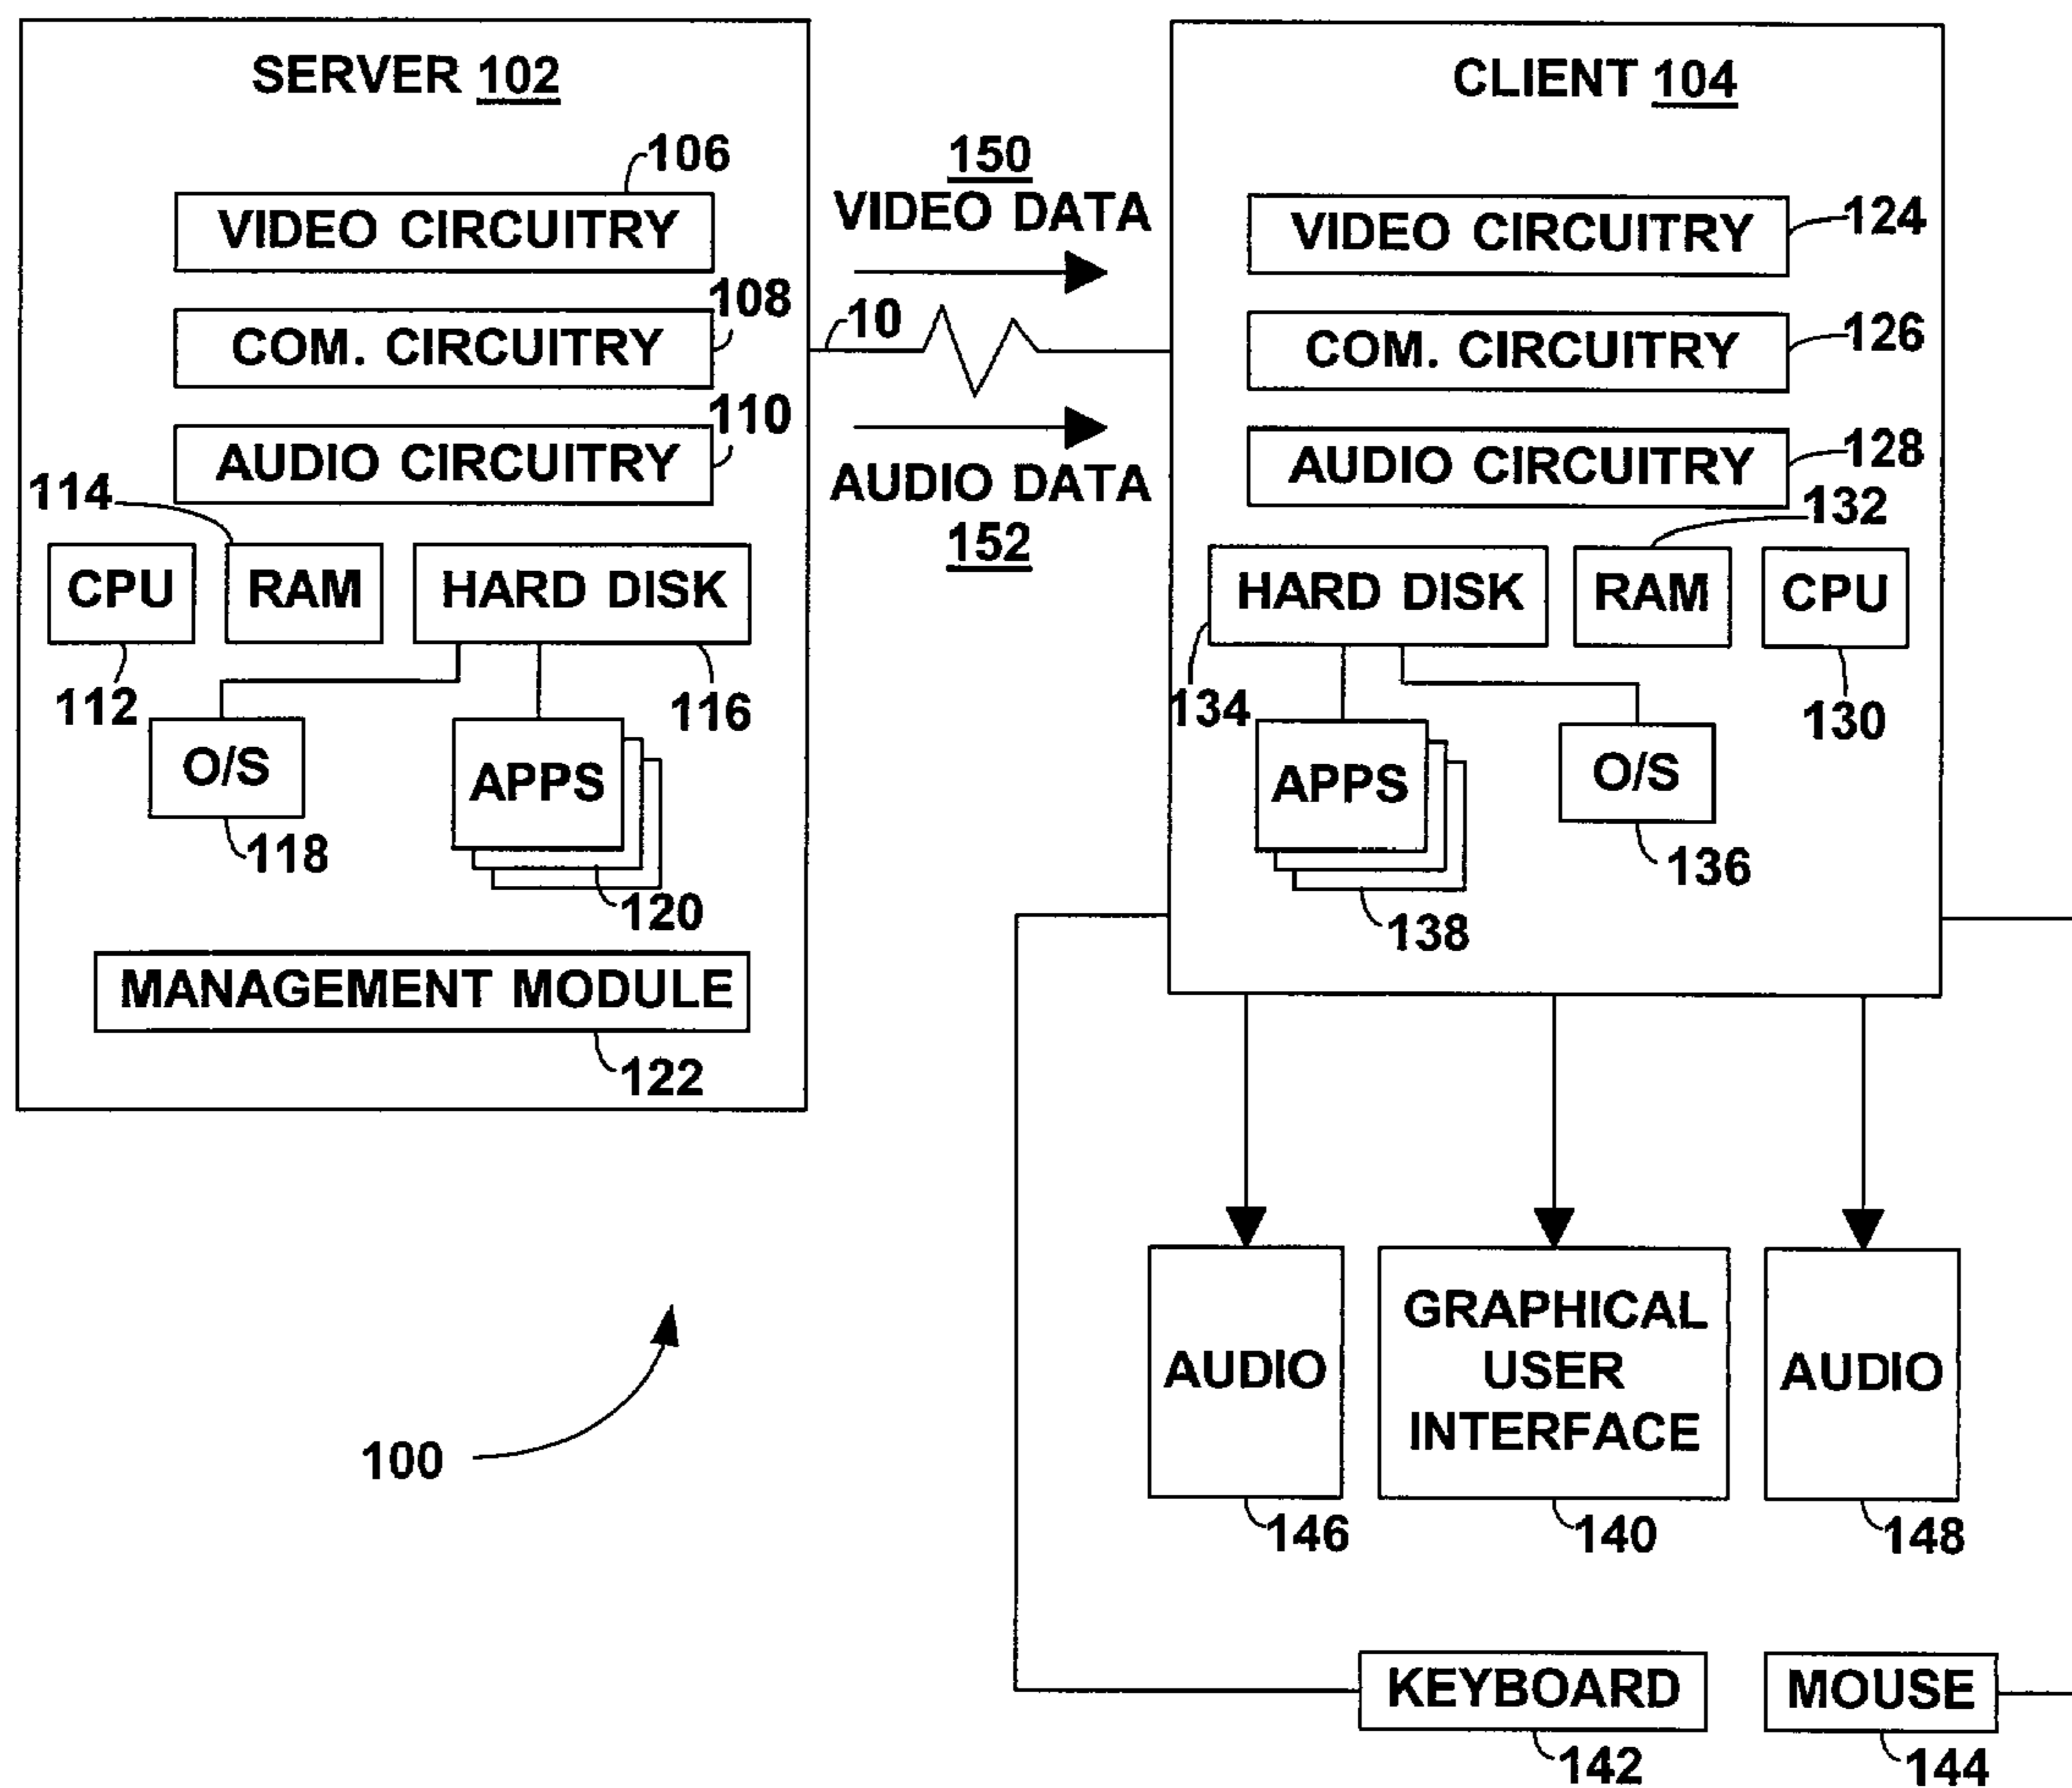 SERVER 102
106
VIDEO CIRCUITRY
108
COM. CIRCUITRY
110
AUDIO CIRCUITRY
114
CPU
RAM
HARD DISK
112
116
O/S
APPS
118
120
MANAGEMENT MODULE
122
150
VIDEO DATA
10
AUDIO DATA
152
CLIENT 104
VIDEO CIRCUITRY
124
COM. CIRCUITRY
126
AUDIO CIRCUITRY
128
132
HARD DISK
RAM
CPU
134
130
APPS
O/S
136
138
AUDIO
GRAPHICAL
USER
INTERFACE
AUDIO
146
140
148
100
KEYBOARD
MOUSE
142
144